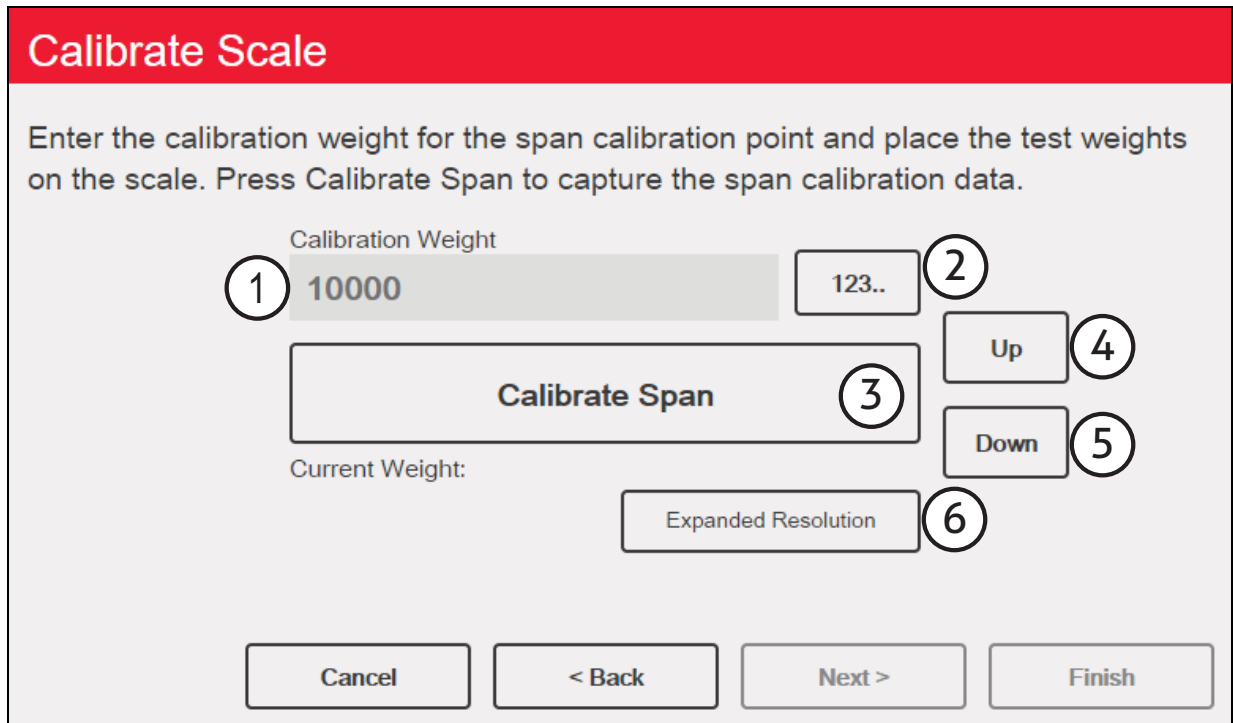 Calibrate Scale
Enter the calibration weight for the span calibration point and place the test weights
on the scale. Press Calibrate Span to capture the span calibration data.
Calibration Weight
1 10000 123.. 2
Up 4
Calibrate Span 3
Down 5
Current Weight:
Expanded Resolution 6
Cancel < Back Next > Finish